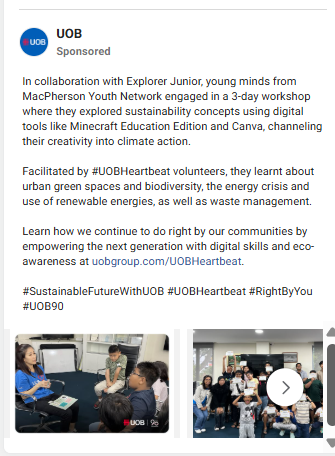 UOB
UOB
Sponsored
In collaboration with Explorer Junior, young minds from
MacPherson Youth Network engaged in a 3-day workshop
where they explored sustainability concepts using digital
tools like Minecraft Education Edition and Canva, channeling
their creativity into climate action.
Facilitated by #UOBHeartbeat volunteers, they learnt about
urban green spaces and biodiversity, the energy crisis and
use of renewable energies, as well as waste management.
Learn how we continue to do right by our communities by
empowering the next generation with digital skills and eco-
awareness at uobgroup.com/UOBHeartbeat.
#SustainableFutureWithUOB #UOBHeartbeat #RightByYou
#UOB90
UOB